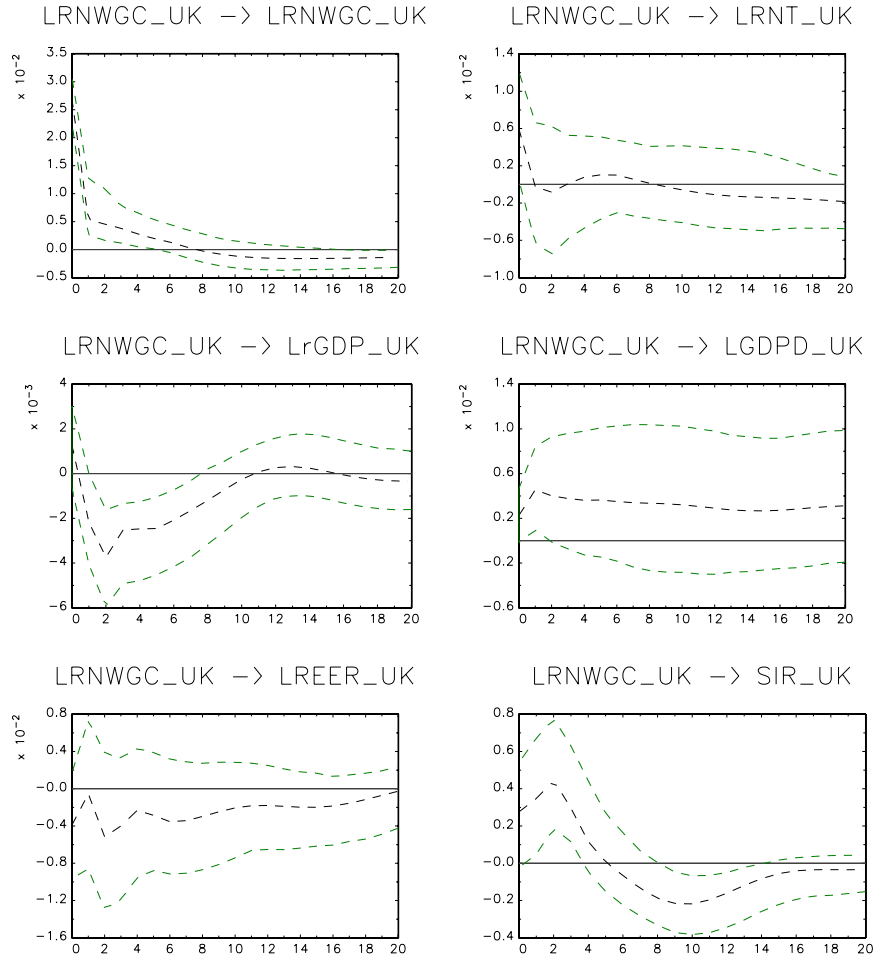 LRNWGC_UK -> LRNWGC_UK
x 10-2
3.5
3.0
2.5
2.0
1.5
1.0
0.5
0.0
-0.5
0 2 4 6 8 10 12 14 16 18 20
LRNWGC_UK -> LRNT_UK
x 10-2
1.4
1.0
0.6
0.2
-0.2
-0.6
-1.0
0 2 4 6 8 10 12 14 16 18 20
LRNWGC_UK -> LrGDP_UK
x 10-3
4
2
0
-2
-4
-6
0 2 4 6 8 10 12 14 16 18 20
LRNWGC_UK -> LGDPD_UK
x 10-2
1.4
1.0
0.6
0.2
-0.2
-0.6
0 2 4 6 8 10 12 14 16 18 20
LRNWGC_UK -> LREER_UK
x 10-2
0.8
0.4
-0.0
-0.4
-0.8
-1.2
-1.6
0 2 4 6 8 10 12 14 16 18 20
LRNWGC_UK -> SIR_UK
0.8
0.6
0.4
0.2
-0.0
-0.2
-0.4
0 2 4 6 8 10 12 14 16 18 20